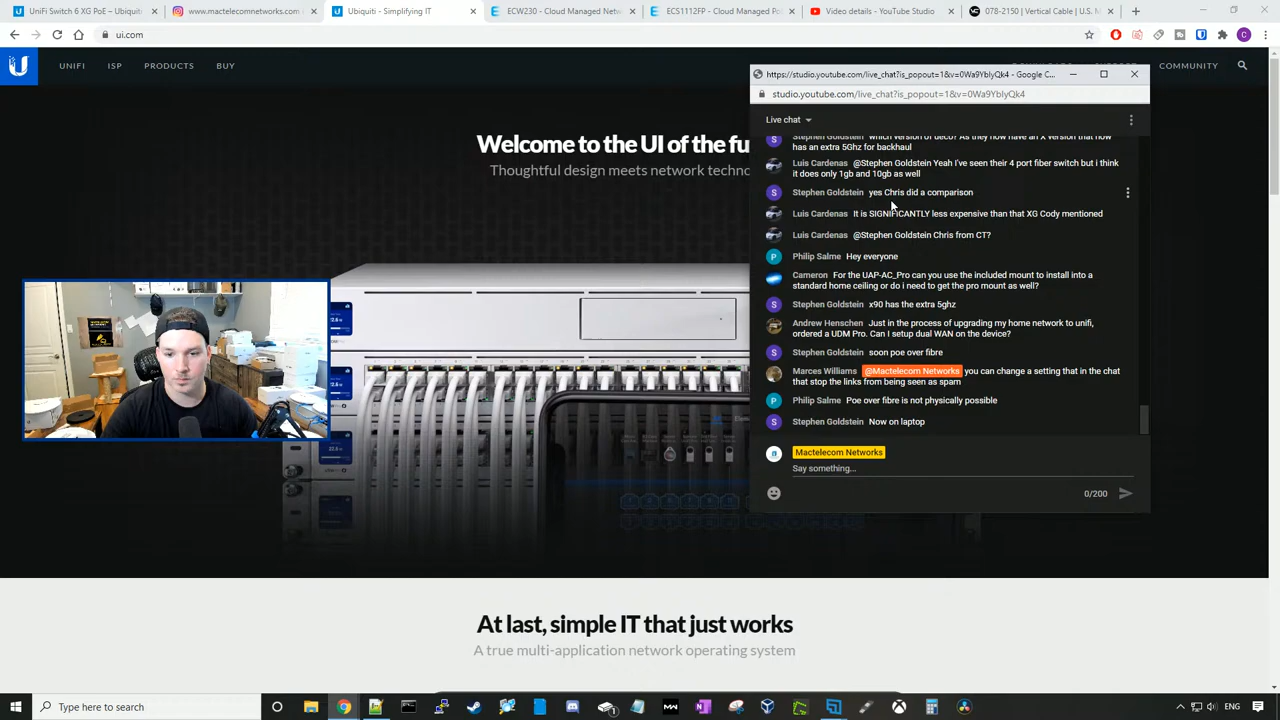 UniFi Switch 6 XG PoE – Ubiquiti
www.mactelecomnetworks.com
Ubiquiti - Simplifying IT
ECW230 - Cloud Managed Netw
ECS1112FP - Cloud Managed Po
Video details - YouTube Studio
078-2150 | Vertical Cable | U.S. M
ui.com
UNIFI ISP PRODUCTS BUY
COMMUNITY
Welcome to the UI of the fu
Thoughtful design meets network techno
https://studio.youtube.com/live_chat?is_popout=1&v=0Wa9YblyQk4 - Google C...
studio.youtube.com/live_chat?is_popout=1&v=0Wa9YblyQk4
Live chat
Stephen Goldstein which version of deco? As they now have an X version that now
has an extra 5Ghz for backhaul
Luis Cardenas @Stephen Goldstein Yeah I've seen their 4 port fiber switch but i think
it does only 1gb and 10gb as well
Stephen Goldstein yes Chris did a comparison
Luis Cardenas It is SIGNIFICANTLY less expensive than that XG Cody mentioned
Luis Cardenas @Stephen Goldstein Chris from CT?
P Philip Salme Hey everyone
Cameron For the UAP-AC_Pro can you use the included mount to install into a
standard home ceiling or do i need to get the pro mount as well?
S Stephen Goldstein x90 has the extra 5ghz
Andrew Henschen Just in the process of upgrading my home network to unifi,
ordered a UDM Pro. Can I setup dual WAN on the device?
S Stephen Goldstein soon poe over fibre
Marces Williams @Mactelecom Networks you can change a setting that in the chat
that stop the links from being seen as spam
P Philip Salme Poe over fibre is not physically possible
S Stephen Goldstein Now on laptop
Mactelecom Networks
Say something...
0/200
At last, simple IT that just works
A true multi-application network operating system
Type here to search
ENG